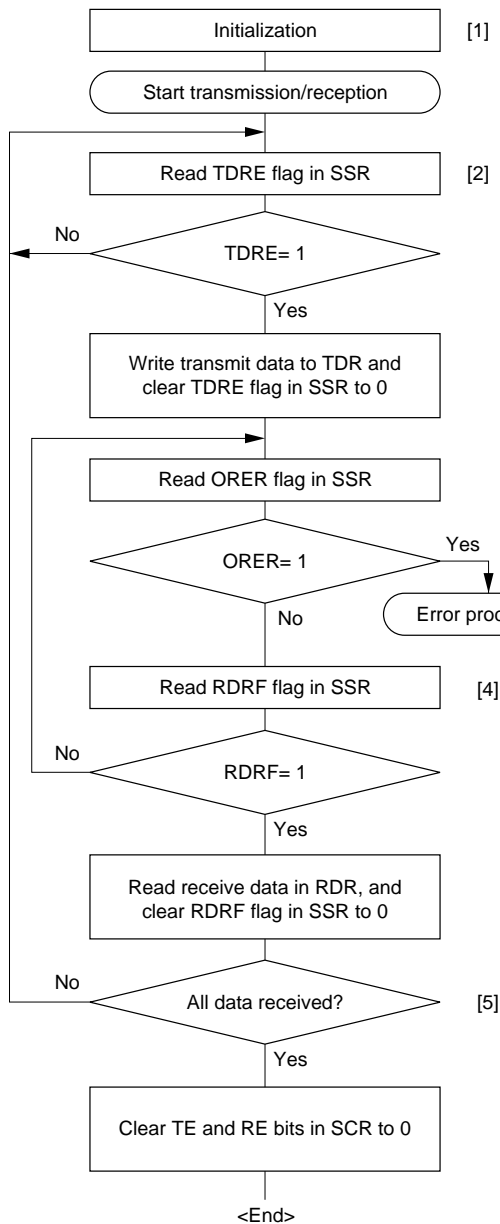 Initialization [1]
Start transmission/reception
Read TDRE flag in SSR [2]
No
TDRE= 1
Yes
Write transmit data to TDR and
clear TDRE flag in SSR to 0
Read ORER flag in SSR
Yes
ORER= 1
No
Error
Read RDRF flag in SSR [4]
No
RDRF= 1
Yes
Read receive data in RDR, and
clear RDRF flag in SSR to 0
No
All data received? [5]
Yes
Clear TE and RE bits in SCR to 0
<End>